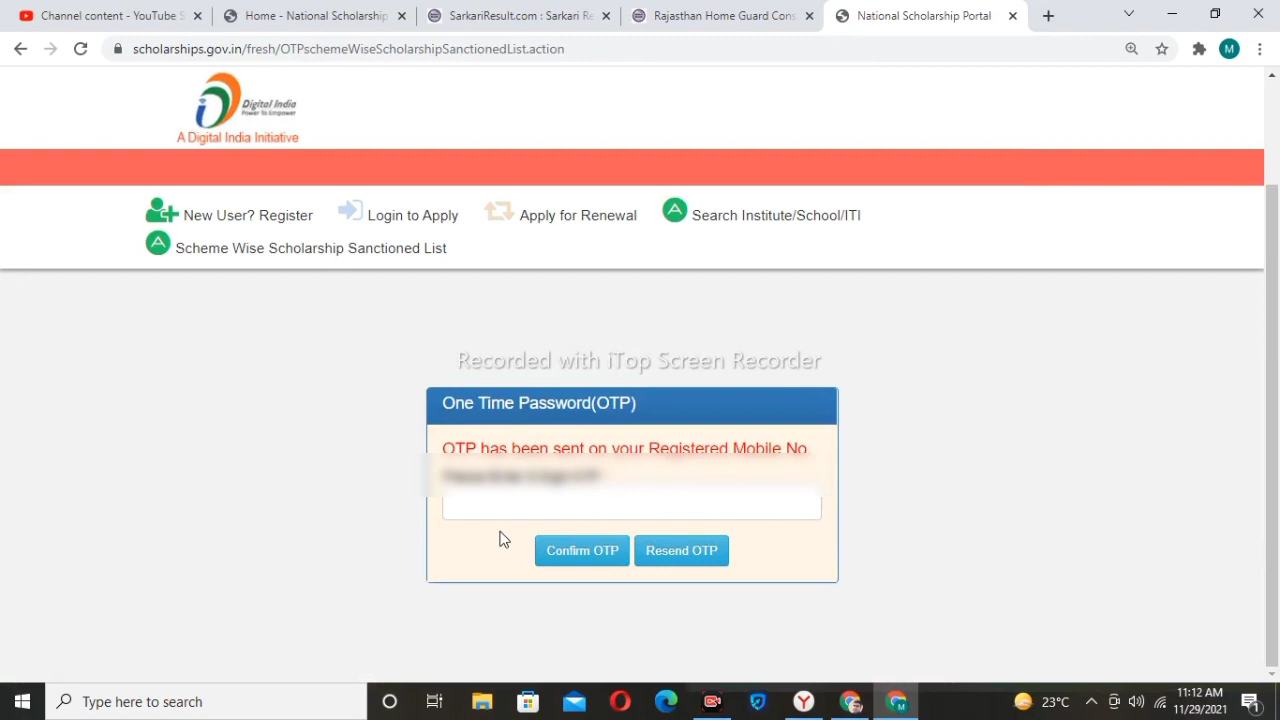 Channel content - YouTube S
Home - National Scholarship
SarkariResult.com : Sarkari Re
Rajasthan Home Guard Cons
National Scholarship Portal
scholarships.gov.in/fresh/OTPschemeWiseScholarshipSanctionedList.action
M
Digital India
Power To Empower
A Digital India Initiative
New User? Register
Login to Apply
Apply for Renewal
A
Search Institute/School/ITI
A
Scheme Wise Scholarship Sanctioned List
Recorded with iTop Screen Recorder
One Time Password(OTP)
OTP has been sent on your Registered Mobile No.
Confirm OTP
Resend OTP
Type here to search
23°C
11:12 AM
11/29/2021
1